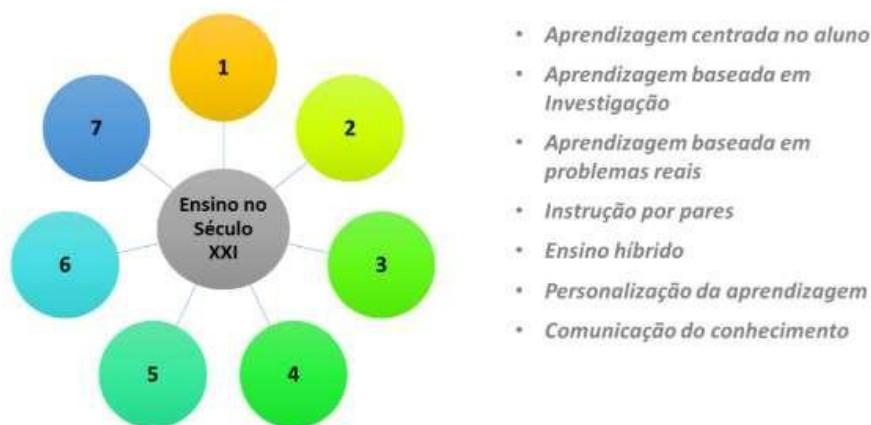 1
2
3
4
5
6
7
Ensino no
Século
XXI
• Aprendizagem centrada no aluno
• Aprendizagem baseada em
Investigação
• Aprendizagem baseada em
problemas reais
• Instrução por pares
• Ensino híbrido
• Personalização da aprendizagem
• Comunicação do conhecimento